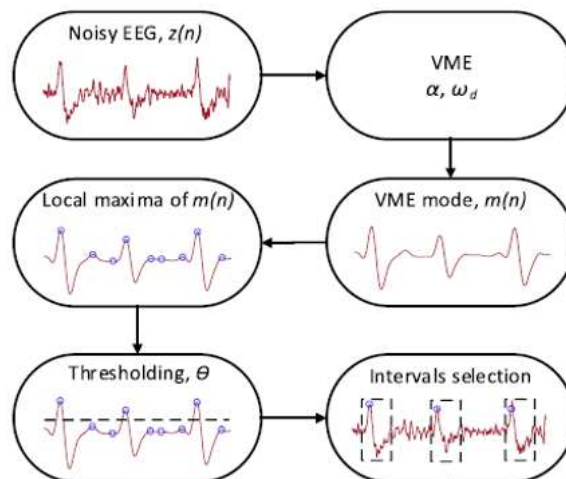 Noisy EEG, z(n)
VME
α, ω_d
Local maxima of m(n)
VME mode, m(n)
Thresholding, Θ
Intervals selection